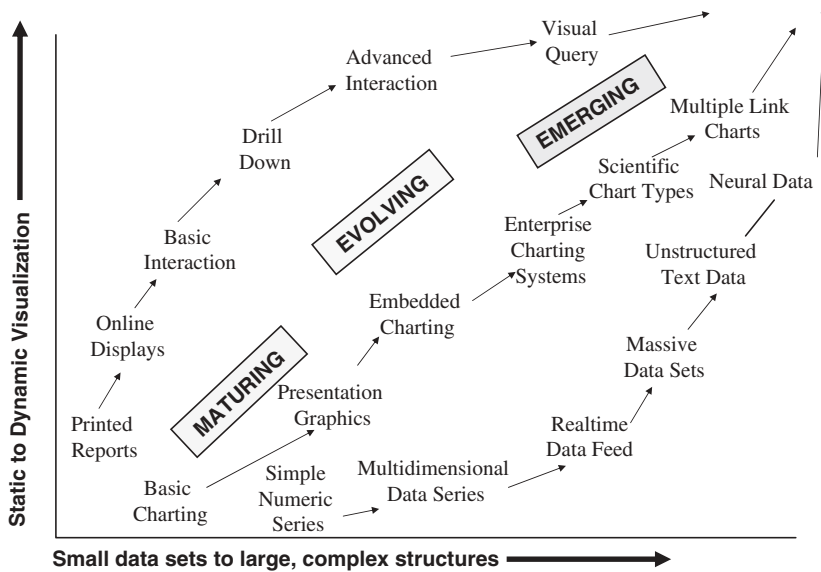 Static to Dynamic Visualization
Visual
Query
Advanced
Interaction
EMERGING
Multiple Link
Charts
Drill
Down
Scientific
Chart Types
Neural Data
EVOLVING
Basic
Interaction
Enterprise
Charting
Systems
Unstructured
Text Data
Embedded
Charting
Online
Displays
Massive
Data Sets
MATURING
Presentation
Graphics
Printed
Reports
Realtime
Data Feed
Multidimensional
Data Series
Simple
Numeric
Series
Basic
Charting
Small data sets to large, complex structures